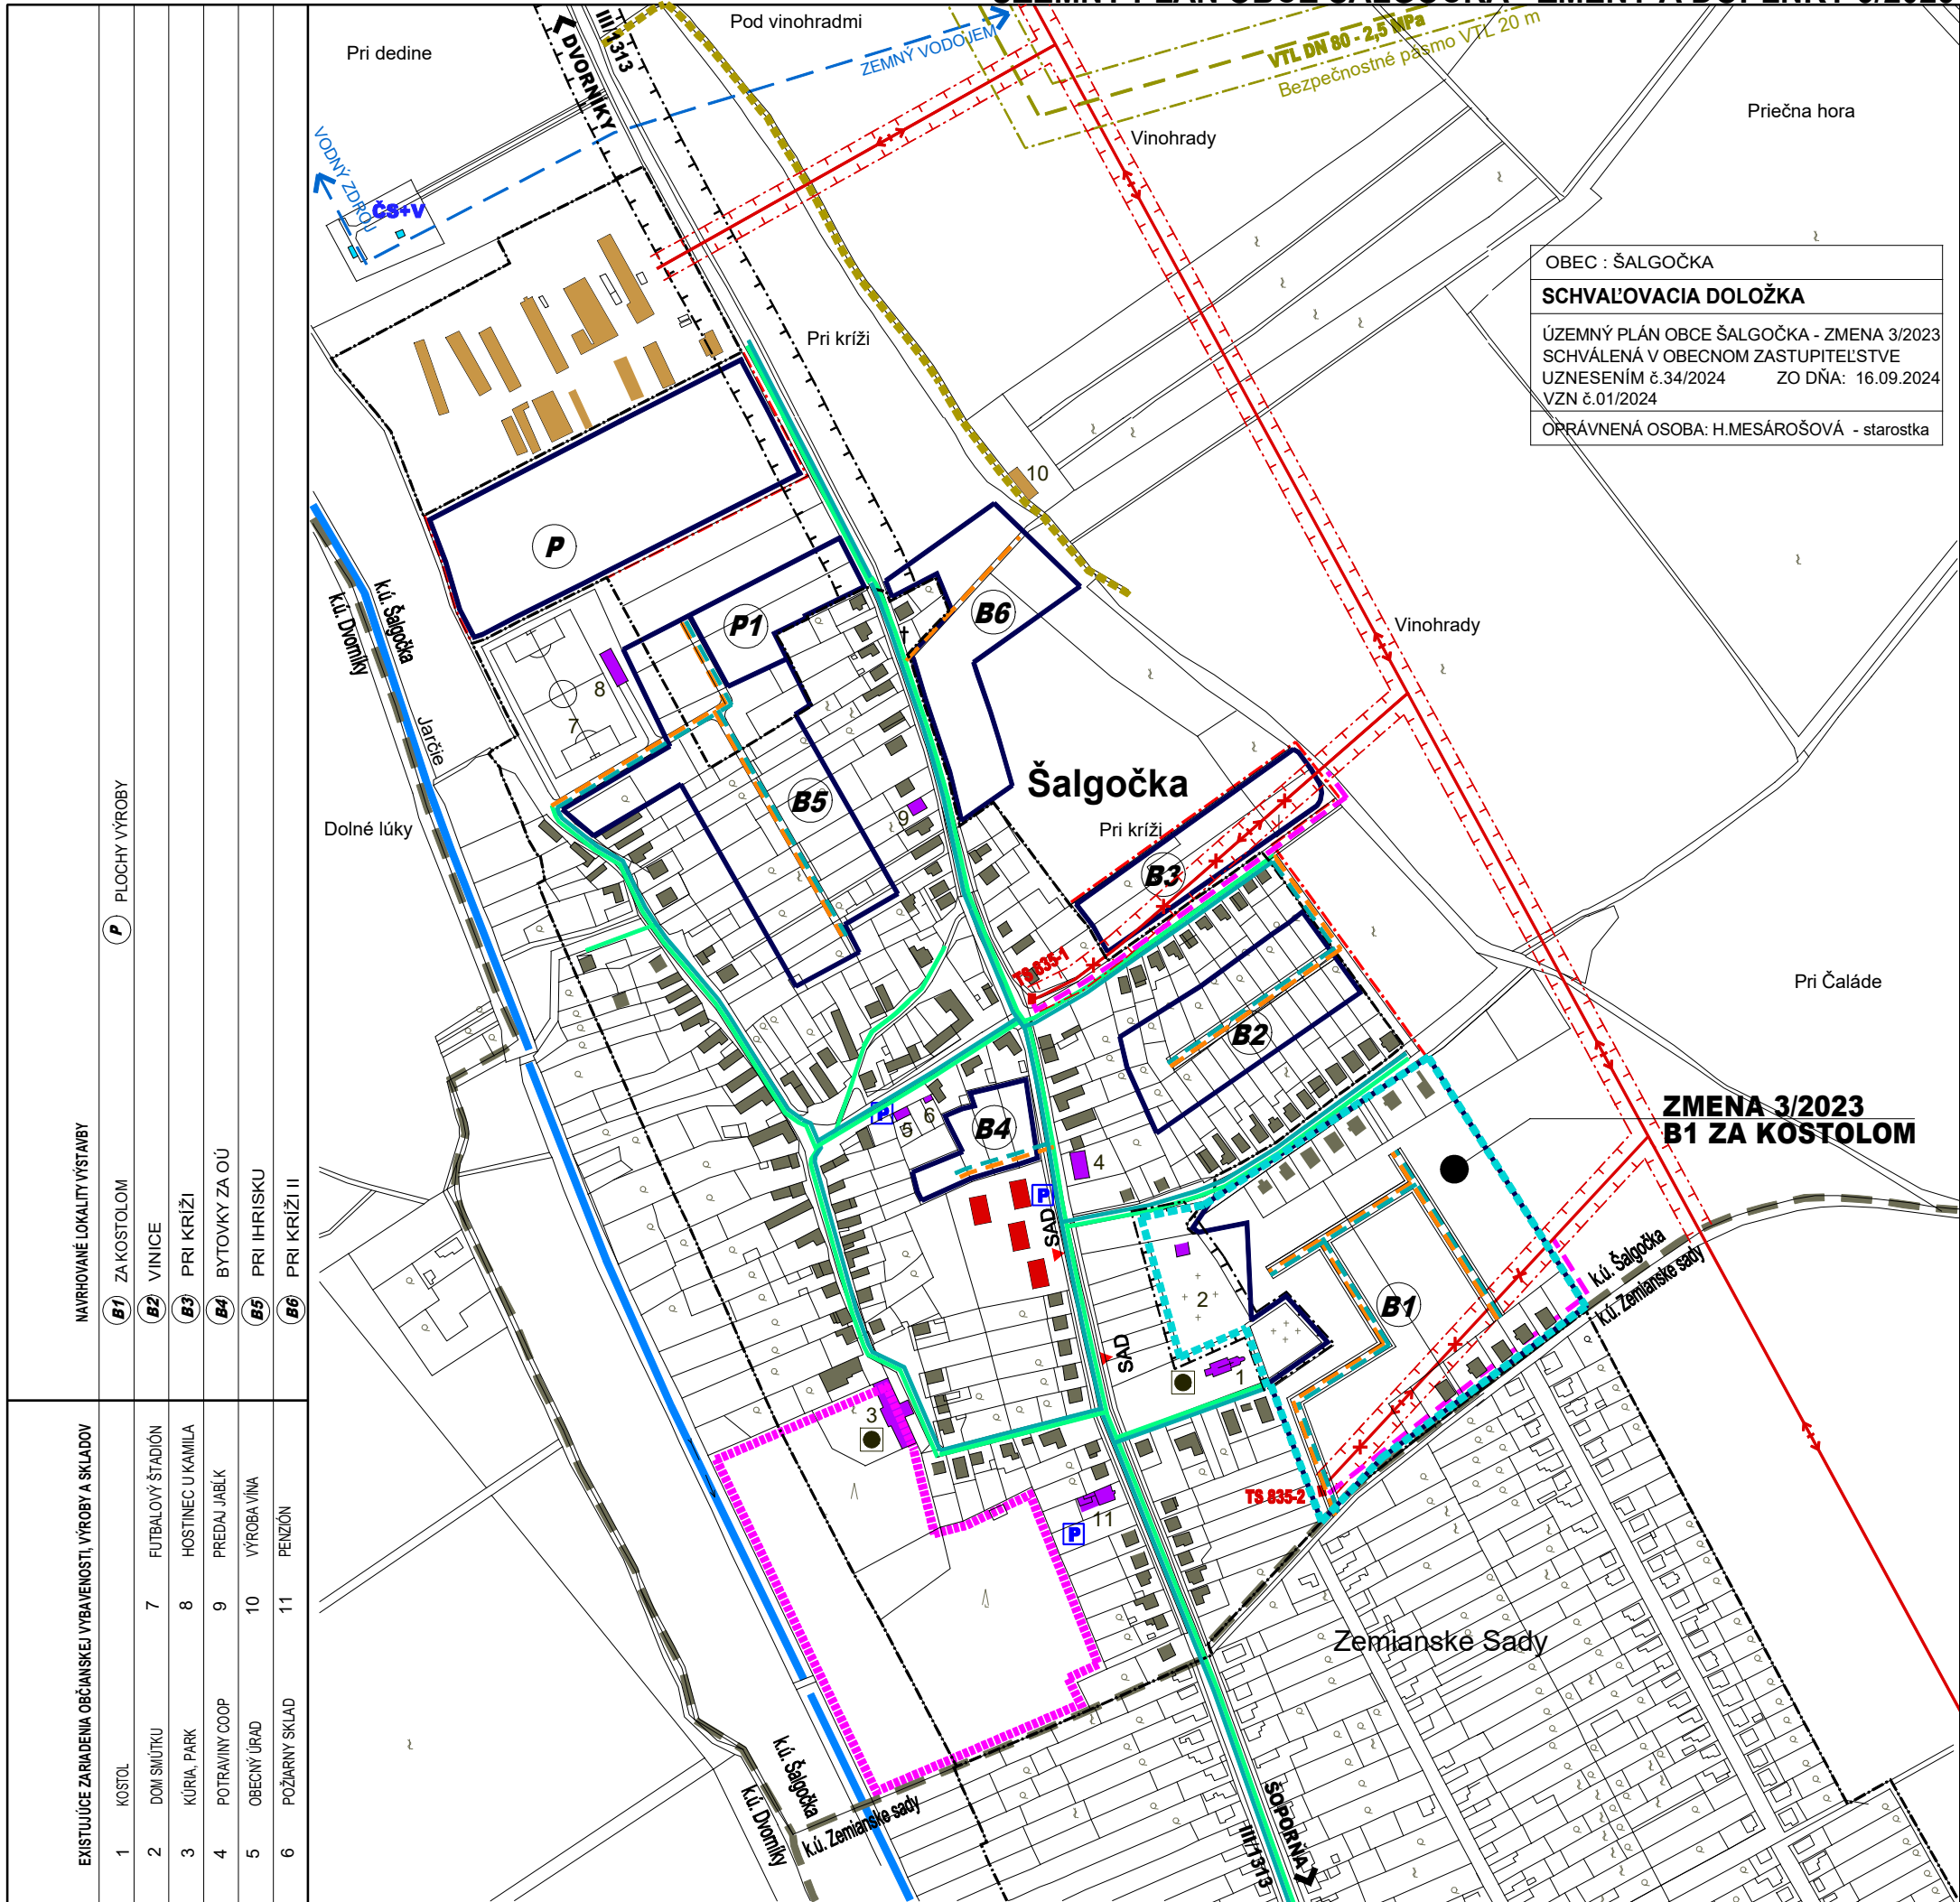 Pod vinohradmi
Pri dedine
III/1313
DVORNÍKY
ZEMNÝ VODOJEM
VTL DN 80 - 2,5 MPa
Bezpečnostné pásmo VTL 20 m
Priečna hora
Vinohrady
VODNÝ ZDROJ
ČS+V
OBEC : ŠALGOČKA
SCHVAĽOVACIA DOLOŽKA
ÚZEMNÝ PLÁN OBCE ŠALGOČKA - ZMENA 3/2023
SCHVÁLENÁ V OBECNOM ZASTUPITEĽSTVE
UZNESENÍM č.34/2024 ZO DŇA: 16.09.2024
VZN č.01/2024
OPRÁVNENÁ OSOBA: H.MESÁROŠOVÁ - starostka
Pri kríži
10
P
k.ú. Šalgočka
k.ú. Dvorníky
Jarčie
P1
B6
Vinohrady
8
7
Šalgočka
B5
9
Pri kríži
Dolné lúky
B3
TS 835-1
Pri Čaláde
B2
P
5
6
B4
4
ZMENA 3/2023
B1 ZA KOSTOLOM
P
SAD
2
B1
k.ú. Šalgočka
k.ú. Zemianske sady
SAD
1
3
TS 835-2
11
P
Zemianske Sady
k.ú. Šalgočka
k.ú. Dvorníky
k.ú. Zemianske sady
ŠOPORŇA
III/1313
NAVRHOVANÉ LOKALITY VÝSTAVBY
B1 ZA KOSTOLOM
P PLOCHY VÝROBY
B2 VINICE
B3 PRI KRÍŽI
B4 BYTOVKY ZA OÚ
B5 PRI IHRISKU
B6 PRI KRÍŽI II
EXISTUJÚCE ZARIADENIA OBČIANSKEJ VYBAVENOSTI, VÝROBY A SKLADOV
1 KOSTOL
2 DOM SMÚTKU
7 FUTBALOVÝ ŠTADIÓN
3 KÚRIA, PARK
8 HOSTINEC U KAMILA
4 POTRAVINY COOP
9 PREDAJ JABĹK
5 OBECNÝ ÚRAD
10 VÝROBA VÍNA
6 POŽIARNY SKLAD
11 PENZIÓN